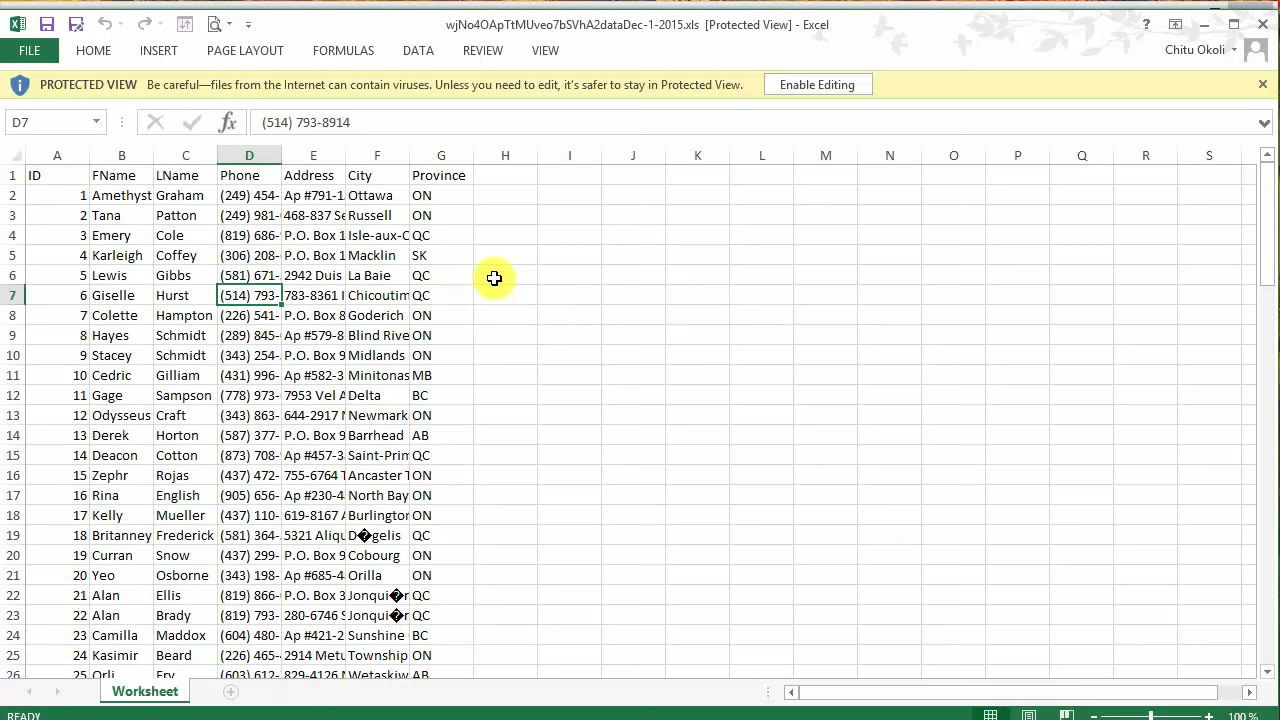 wjNo4OApTtMUveo7bSVhA2dataDec-1-2015.xls [Protected View] - Excel
FILE HOME INSERT PAGE LAYOUT FORMULAS DATA REVIEW VIEW Chitu Okoli
PROTECTED VIEW Be careful—files from the Internet can contain viruses. Unless you need to edit, it's safer to stay in Protected View. Enable Editing
D7 fx (514) 793-8914
A B C D E F G H I J K L M N O P Q R S
1 ID FName LName Phone Address City Province
2 1 Amethyst Graham (249) 454- Ap #791-1 Ottawa ON
3 2 Tana Patton (249) 981- 468-837 Se Russell ON
4 3 Emery Cole (819) 686- P.O. Box 1 Isle-aux-C QC
5 4 Karleigh Coffey (306) 208- P.O. Box 1 Macklin SK
6 5 Lewis Gibbs (581) 671- 2942 Duis La Baie QC
7 6 Giselle Hurst (514) 793- 783-8361 Chicoutim QC
8 7 Colette Hampton (226) 541- P.O. Box 8 Goderich ON
9 8 Hayes Schmidt (289) 845- Ap #579-8 Blind Rive ON
10 9 Stacey Schmidt (343) 254- P.O. Box 9 Midlands ON
11 10 Cedric Gilliam (431) 996- Ap #582-3 Minitonas MB
12 11 Gage Sampson (778) 973- 7953 Vel A Delta BC
13 12 Odysseus Craft (343) 863- 644-2917 Newmark ON
14 13 Derek Horton (587) 377- P.O. Box 9 Barrhead AB
15 14 Deacon Cotton (873) 708- Ap #457-3 Saint-Prim QC
16 15 Zephr Rojas (437) 472- 755-6764 Ancaster T ON
17 16 Rina English (905) 656- Ap #230-4 North Bay ON
18 17 Kelly Mueller (437) 110- 619-8167 Burlington ON
19 18 Britanney Frederick (581) 364- 5321 Aliqu D�gelis QC
20 19 Curran Snow (437) 299- P.O. Box 9 Cobourg ON
21 20 Yeo Osborne (343) 198- Ap #685-4 Orilla ON
22 21 Alan Ellis (819) 866- P.O. Box 3 Jonqui�r QC
23 22 Alan Brady (819) 793- 280-6746 Jonqui�r QC
24 23 Camilla Maddox (604) 480- Ap #421-2 Sunshine BC
25 24 Kasimir Beard (226) 465- 2914 Metu Township ON
26 25 Orli (603) 612- 829-4126 Wetaskiw AB
Worksheet
READY 100 %